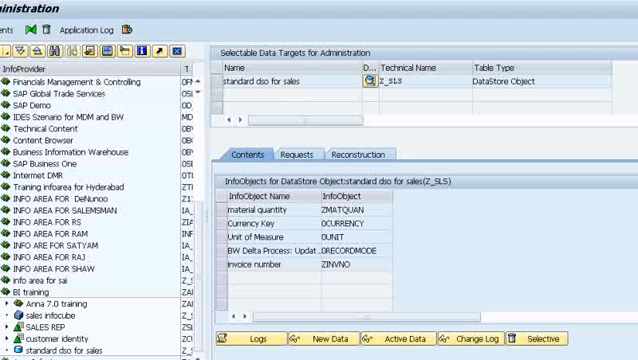 ministration
ents
Application Log
InfoProvider
T
Financials Management & Controlling
SAP Global Trade Services
SAP Demo
IDES Szenario for MDM and BW
Technical Content
Content Browser
Business Information Warehouse
SAP Business One
Internet DMR
Training infoarea for Hyderabad
INFO AREA FOR DeNunoo
INFO AREA FOR SALEMSMAN
INFO AREA FOR RS
INFO AREA FOR RAM
INFO ARE FOR SATYAM
INFO AREA FOR RAJ
INFO AREA FOR SHAW
info area for sai
BI training
Anna 7.0 training
sales infocube
SALES REP
customer identity
standard dso for sales
Selectable Data Targets for Administration
Name D... Technical Name Table Type
standard dso for sales Z_SLS DataStore Object
Contents Requests Reconstruction
InfoObjects for DataStore Object:standard dso for sales(Z_SLS)
InfoObject Name InfoObject
material quantity ZMATQUAN
Currency Key 0CURRENCY
Unit of Measure 0UNIT
BW Delta Process: Updat... 0RECORDMODE
invoice number ZINVNO
Logs New Data Active Data Change Log Selective